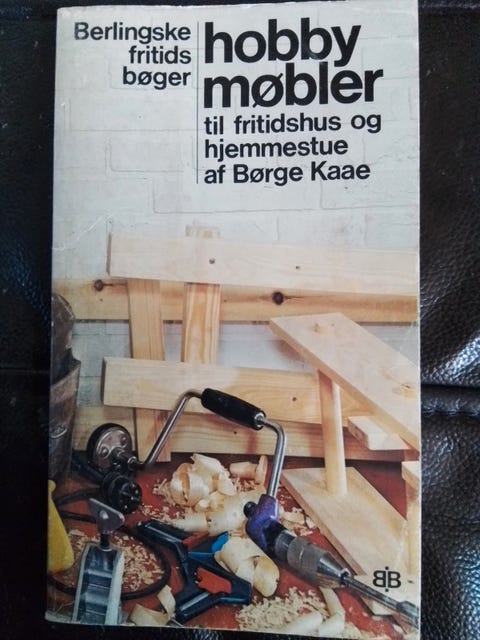 Berlingske
fritids
bøger
hobby
møbler
til fritidshus og
hjemmestue
af Børge Kaae
BB